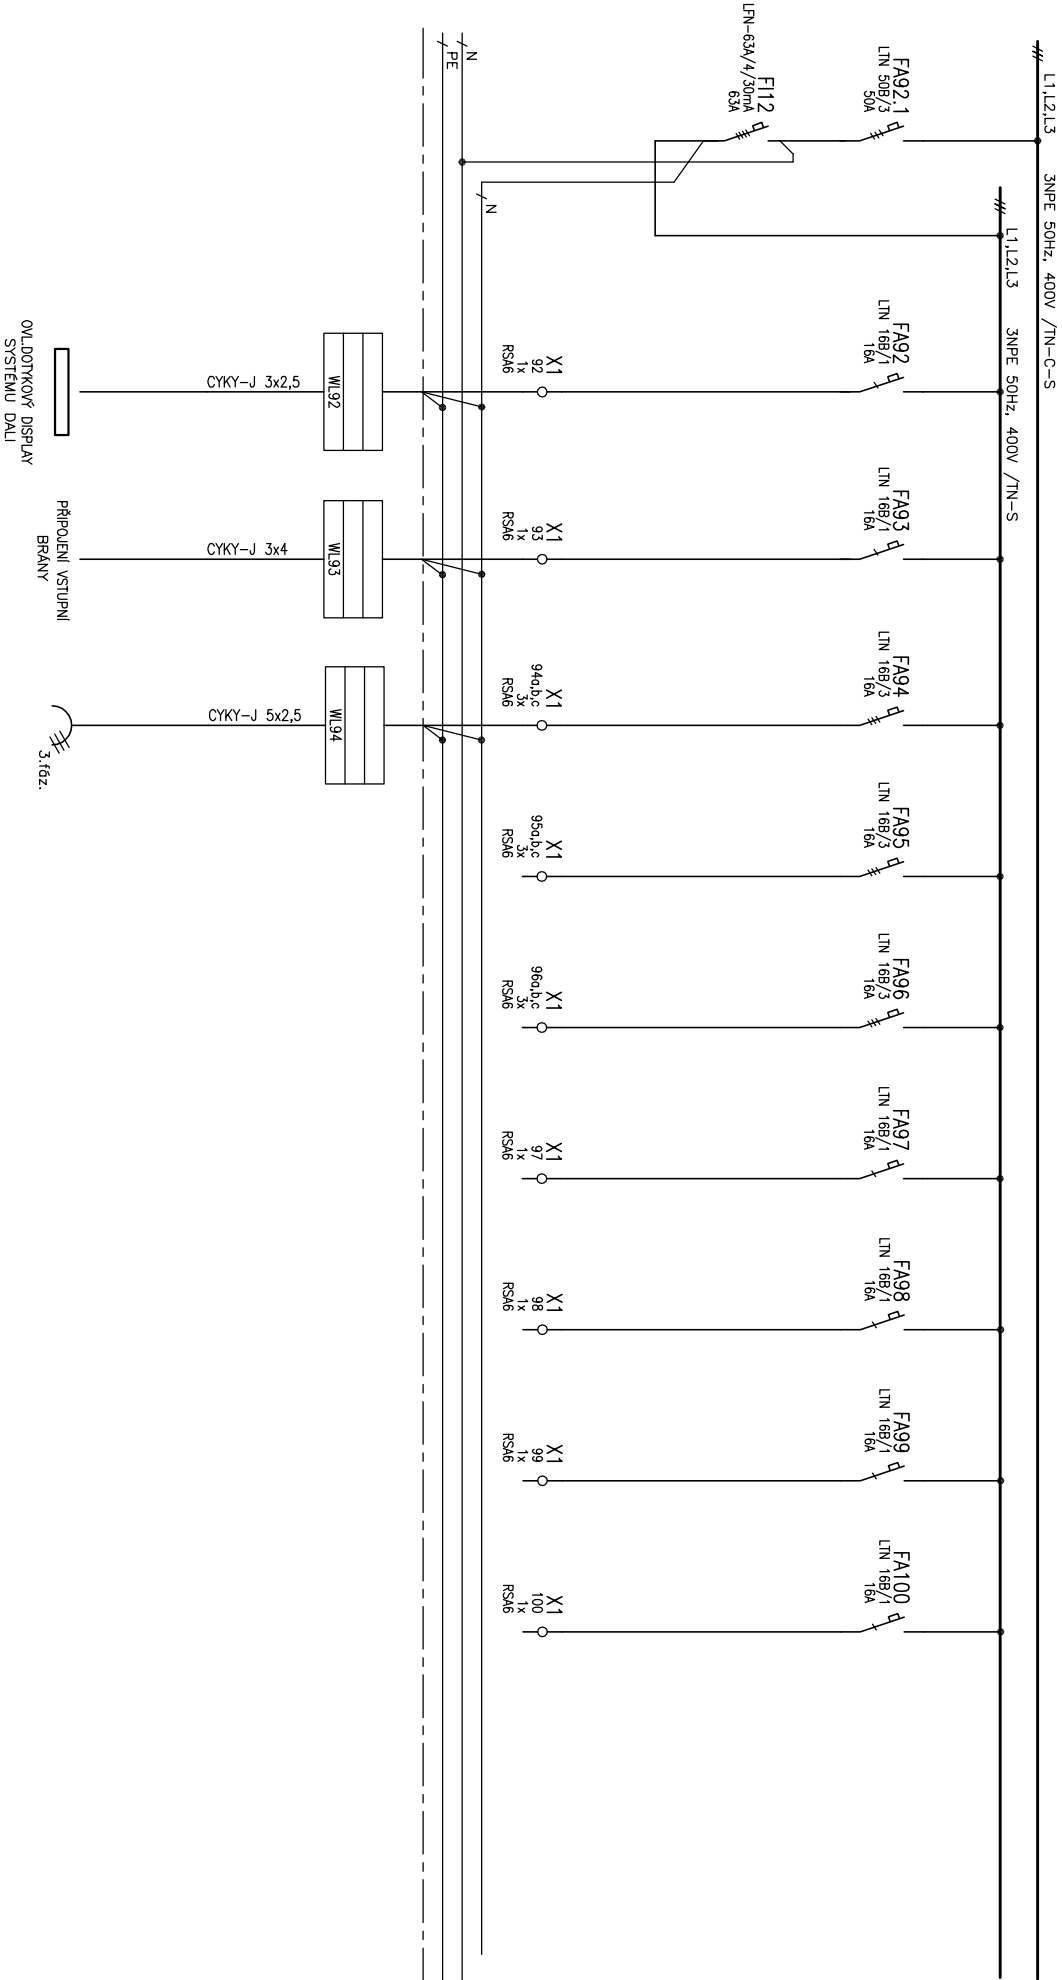 L1,L2,L3
3NPE 50Hz, 400V /TN-C-S
L1,L2,L3
3NPE 50Hz, 400V /TN-S
FA92.1
LTN 50B/3
50A
FI12
LFN-63A/4/30mA
63A
N
PE
N
FA92
LTN 16B/1
16A
FA93
LTN 16B/1
16A
FA94
LTN 16B/3
16A
FA95
LTN 16B/3
16A
FA96
LTN 16B/3
16A
FA97
LTN 16B/1
16A
FA98
LTN 16B/1
16A
FA99
LTN 16B/1
16A
FA100
LTN 16B/1
16A
X1
92
1x
RSA6
X1
93
1x
RSA6
X1
94a,b,c
3x
RSA6
X1
95a,b,c
3x
RSA6
X1
96a,b,c
3x
RSA6
X1
97
1x
RSA6
X1
98
1x
RSA6
X1
99
1x
RSA6
X1
100
1x
RSA6
WL92
WL93
WL94
CYKY-J 3x2,5
CYKY-J 3x4
CYKY-J 5x2,5
OVL.DOTYKOVÝ DISPLAY
SYSTÉMU DALI
PŘIPOJENÍ VSTUPNÍ
BRÁNY
3.fáz.